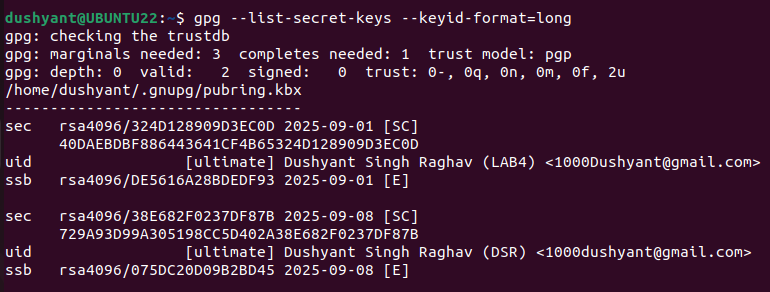 dushyant@UBUNTU22:~$ gpg --list-secret-keys --keyid-format=long
gpg: checking the trustdb
gpg: marginals needed: 3  completes needed: 1  trust model: pgp
gpg: depth: 0  valid:   2  signed:   0  trust: 0-, 0q, 0n, 0m, 0f, 2u
/home/dushyant/.gnupg/pubring.kbx
---------------------------------
sec   rsa4096/324D128909D3EC0D 2025-09-01 [SC]
      40DAEBDBF886443641CF4B65324D128909D3EC0D
uid                 [ultimate] Dushyant Singh Raghav (LAB4) <1000Dushyant@gmail.com>
ssb   rsa4096/DE5616A28BDEDF93 2025-09-01 [E]

sec   rsa4096/38E682F0237DF87B 2025-09-08 [SC]
      729A93D99A305198CC5D402A38E682F0237DF87B
uid                 [ultimate] Dushyant Singh Raghav (DSR) <1000dushyant@gmail.com>
ssb   rsa4096/075DC20D09B2BD45 2025-09-08 [E]